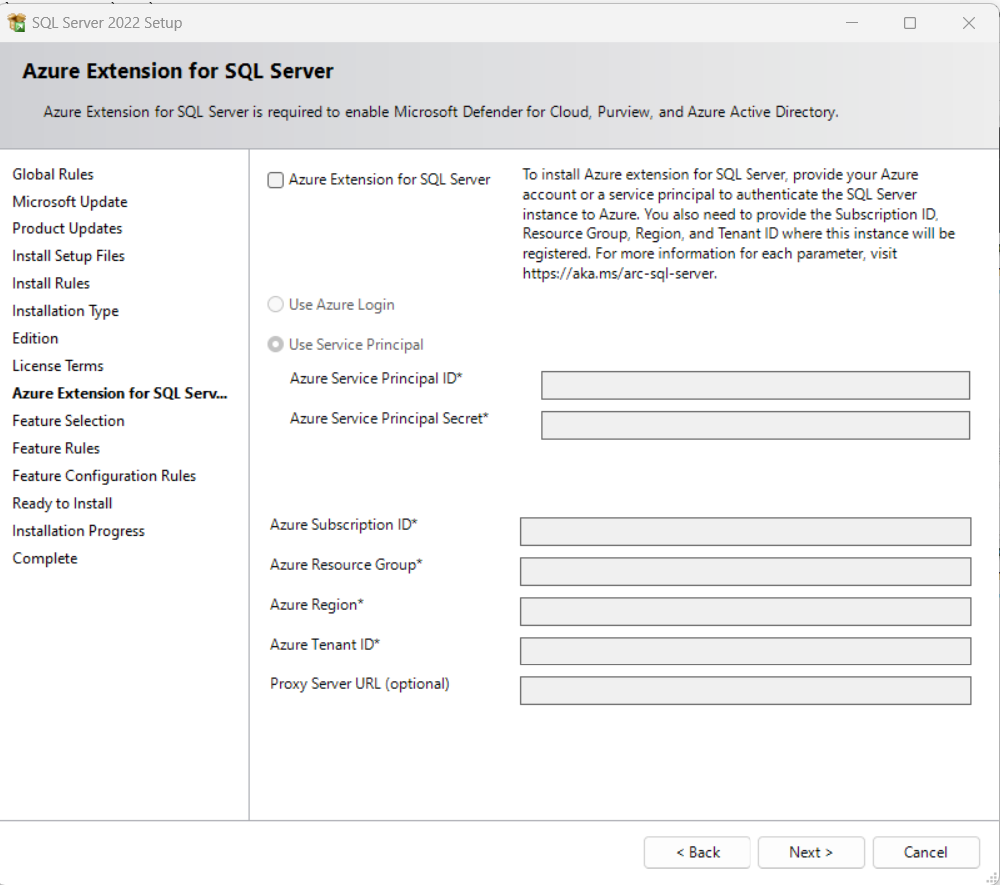 SQL Server 2022 Setup
Azure Extension for SQL Server
Azure Extension for SQL Server is required to enable Microsoft Defender for Cloud, Purview, and Azure Active Directory.
Global Rules
Microsoft Update
Product Updates
Install Setup Files
Install Rules
Installation Type
Edition
License Terms
Azure Extension for SQL Serv...
Feature Selection
Feature Rules
Feature Configuration Rules
Ready to Install
Installation Progress
Complete
Azure Extension for SQL Server
To install Azure extension for SQL Server, provide your Azure
account or a service principal to authenticate the SQL Server
instance to Azure. You also need to provide the Subscription ID,
Resource Group, Region, and Tenant ID where this instance will be
registered. For more information for each parameter, visit
https://aka.ms/arc-sql-server.
Use Azure Login
Use Service Principal
Azure Service Principal ID*
Azure Service Principal Secret*
Azure Subscription ID*
Azure Resource Group*
Azure Region*
Azure Tenant ID*
Proxy Server URL (optional)
< Back
Next >
Cancel